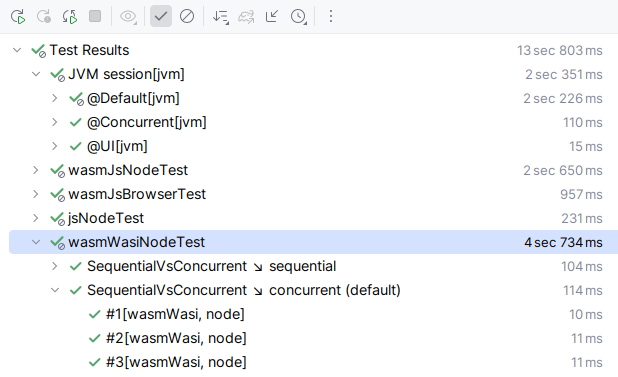 Test Results 13 sec 803 ms
JVM session[jvm] 2 sec 351 ms
@Default[jvm] 2 sec 226 ms
@Concurrent[jvm] 110 ms
@UI[jvm] 15 ms
wasmJsNodeTest 2 sec 650 ms
wasmJsBrowserTest 957 ms
jsNodeTest 231 ms
wasmWasiNodeTest 4 sec 734 ms
SequentialVsConcurrent ↘ sequential 104 ms
SequentialVsConcurrent ↘ concurrent (default) 114 ms
#1[wasmWasi, node] 10 ms
#2[wasmWasi, node] 11 ms
#3[wasmWasi, node] 11 ms